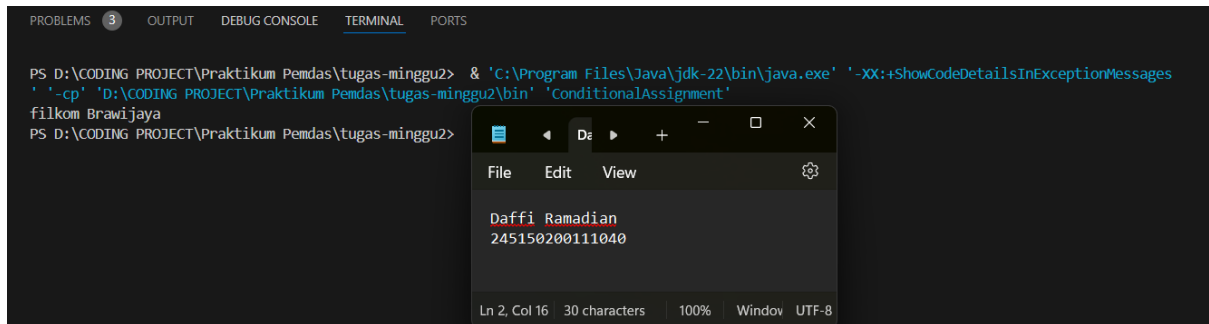 PROBLEMS 3 OUTPUT DEBUG CONSOLE TERMINAL PORTS
PS D:\CODING PROJECT\Praktikum Pemdas\tugas-minggu2> & 'C:\Program Files\Java\jdk-22\bin\java.exe' '-XX:+ShowCodeDetailsInExceptionMessages
' '-cp' 'D:\CODING PROJECT\Praktikum Pemdas\tugas-minggu2\bin' 'ConditionalAssignment'
filkom Brawijaya
PS D:\CODING PROJECT\Praktikum Pemdas\tugas-minggu2>
Da
File Edit View
Daffi Ramadian
245150200111040
Ln 2, Col 16 30 characters 100% Window UTF-8